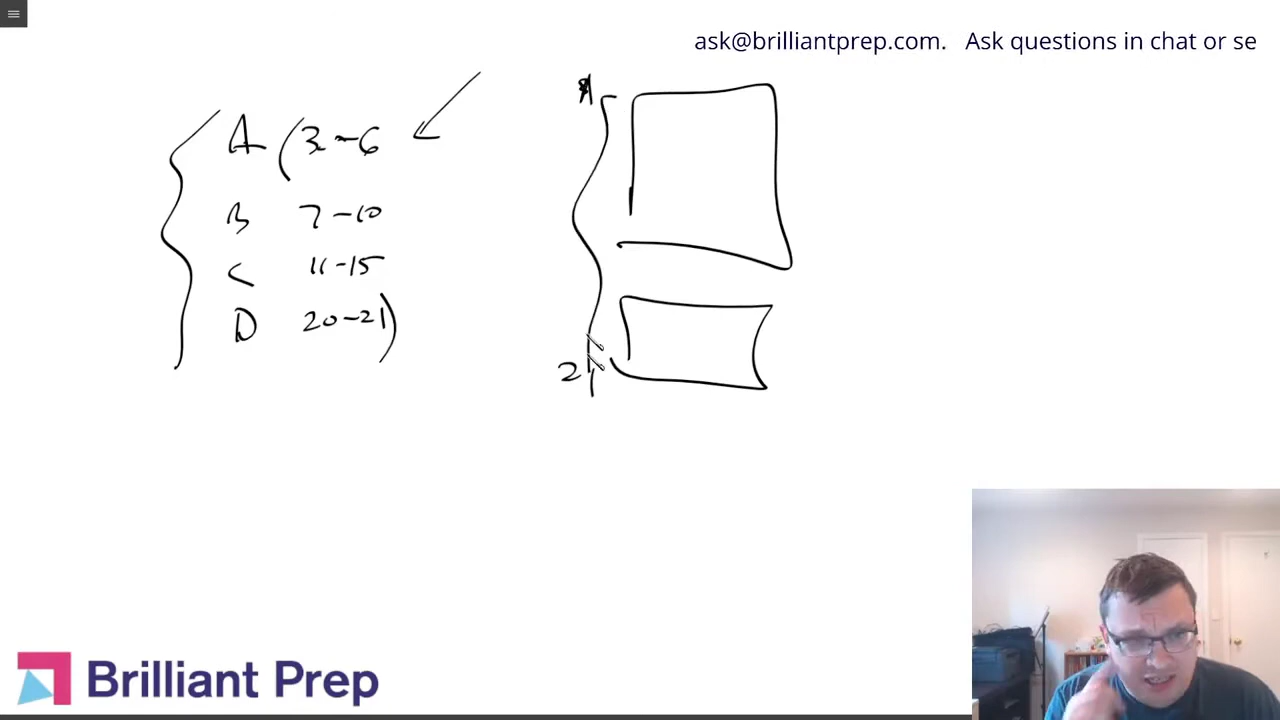 ask@brilliantprep.com. Ask questions in chat or se
A (3-6
B 7-10
C 11-15
D 20-21)
21
Brilliant Prep